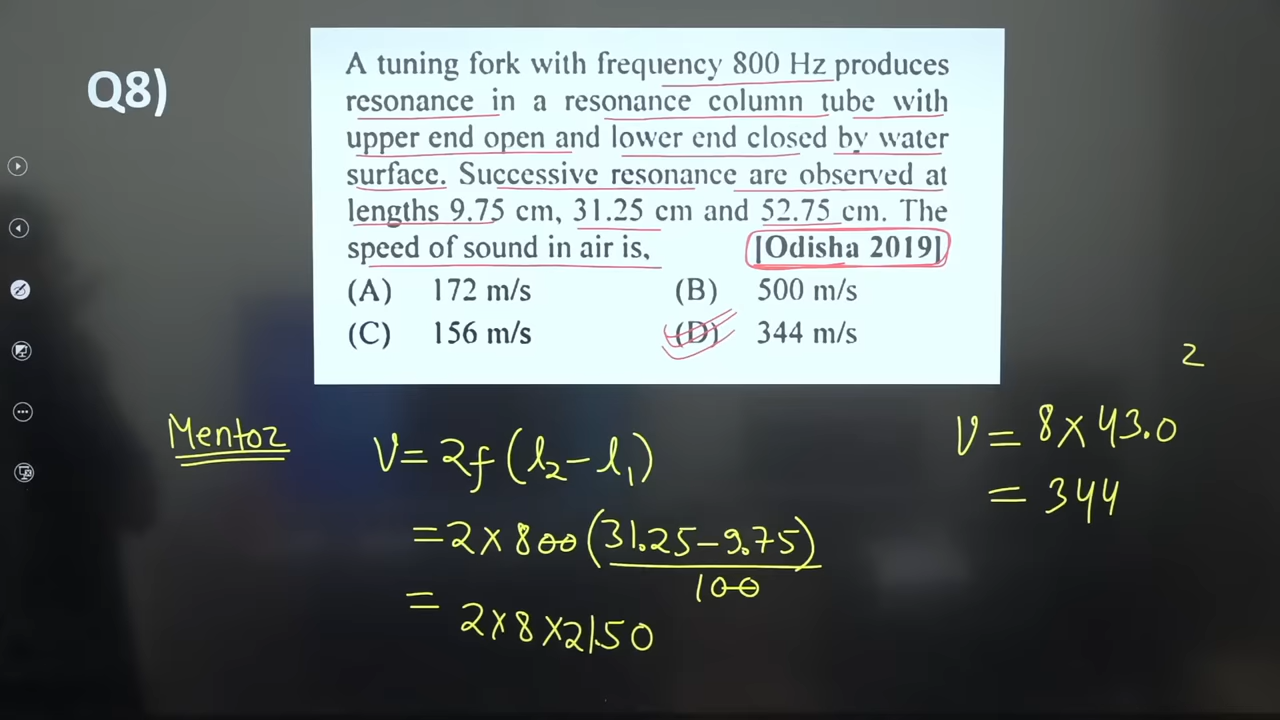 Q8)
A tuning fork with frequency 800 Hz produces
resonance in a resonance column tube with
upper end open and lower end closed by water
surface. Successive resonance are observed at
lengths 9.75 cm, 31.25 cm and 52.75 cm. The
speed of sound in air is, [Odisha 2019]
(A) 172 m/s (B) 500 m/s
(C) 156 m/s (D) 344 m/s
Mentor
V = 2f (l₂ - l₁)
= 2 × 800 (31.25 - 9.75)
100
= 2 × 8 × 21.50
2
V = 8 × 43.0
= 344